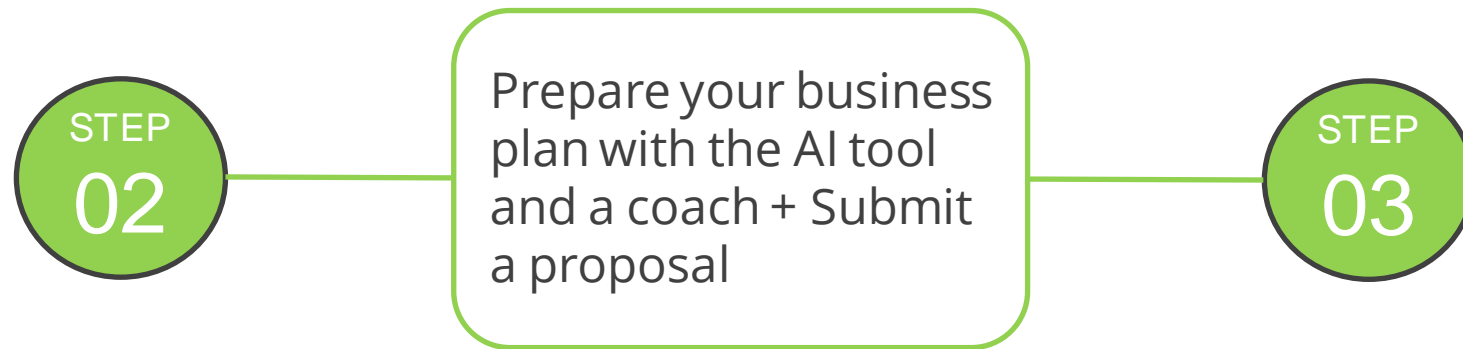 STEP
02
Prepare your business
plan with the AI tool
and a coach + Submit
a proposal
STEP
03